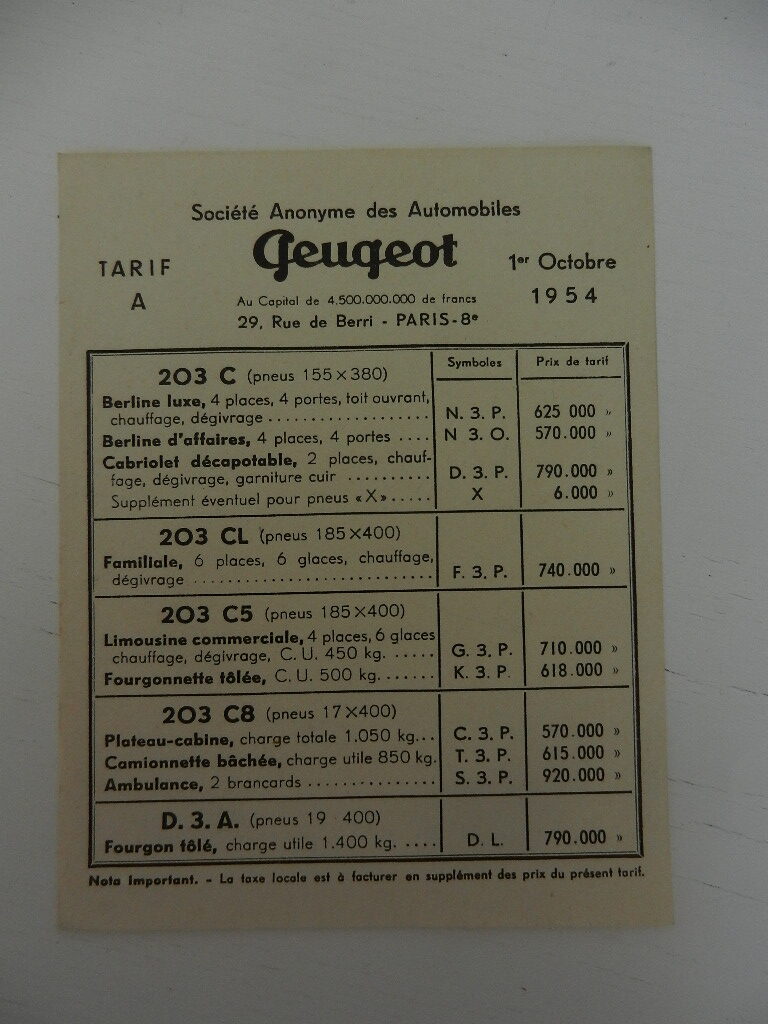 Société Anonyme des Automobiles
Peugeot
TARIF
A
1er Octobre
1954
Au Capital de 4.500.000.000 de francs
29, Rue de Berri - PARIS-8e
203 C (pneus 155×380) Symboles Prix de tarif
Berline luxe, 4 places, 4 portes, toit ouvrant,
chauffage, dégivrage ................... N. 3. P. 625 000 »
Berline d'affaires, 4 places, 4 portes .... N 3. O. 570.000 »
Cabriolet décapotable, 2 places, chauf-
fage, dégivrage, garniture cuir .......... D. 3. P. 790.000 »
Supplément éventuel pour pneus «X»..... X 6.000 »
203 CL (pneus 185×400)
Familiale, 6 places, 6 glaces, chauffage,
dégivrage ............................ F. 3. P. 740.000 »
203 C5 (pneus 185×400)
Limousine commerciale, 4 places, 6 glaces
chauffage, dégivrage, C. U. 450 kg. ..... G. 3. P. 710.000 »
Fourgonnette tôlée, C. U. 500 kg....... K. 3. P. 618.000 »
203 C8 (pneus 17×400)
Plateau-cabine, charge totale 1.050 kg... C. 3. P. 570.000 »
Camionnette bâchée, charge utile 850 kg. T. 3. P. 615.000 »
Ambulance, 2 brancards ............... S. 3. P. 920.000 »
D. 3. A. (pneus 19 400)
Fourgon tôlé, charge utile 1.400 kg. .... D. L. 790.000 »
Nota Important. - La taxe locale est à facturer en supplément des prix du présent tarif.